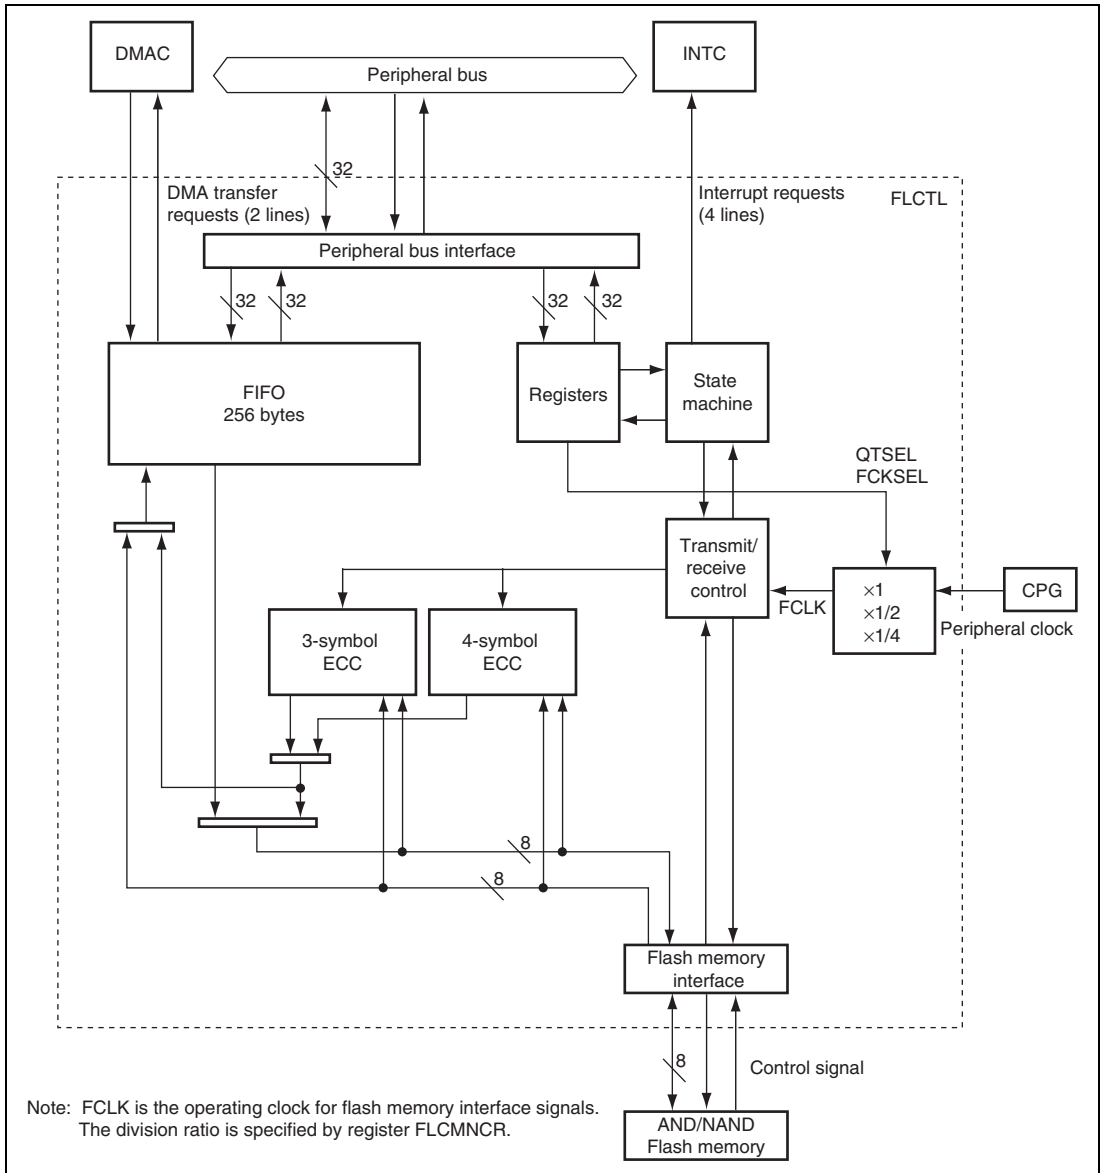 DMAC
Peripheral bus
INTC
32
DMA transfer
requests (2 lines)
Interrupt requests
(4 lines)
FLCTL
Peripheral bus interface
32
32
32
32
FIFO
256 bytes
Registers
State
machine
QTSEL
FCKSEL
Transmit/
receive
control
FCLK
×1
×1/2
×1/4
CPG
Peripheral clock
3-symbol
ECC
4-symbol
ECC
8
8
Flash memory
interface
8
Control signal
AND/NAND
Flash memory
Note: FCLK is the operating clock for flash memory interface signals.
The division ratio is specified by register FLCMNCR.